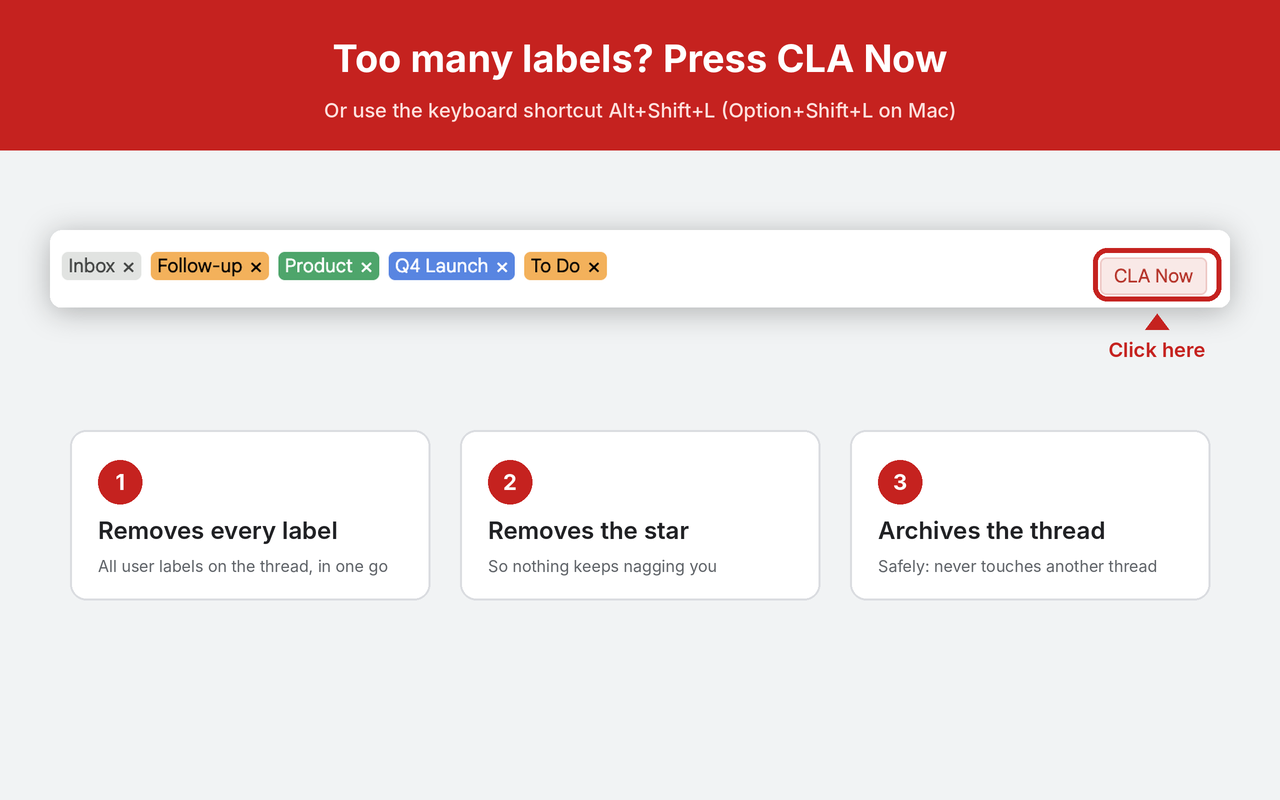 Too many labels? Press CLA Now
Or use the keyboard shortcut Alt+Shift+L (Option+Shift+L on Mac)
Inbox × Follow-up × Product × Q4 Launch × To Do × CLA Now
Click here
1
Removes every label
All user labels on the thread, in one go
2
Removes the star
So nothing keeps nagging you
3
Archives the thread
Safely: never touches another thread